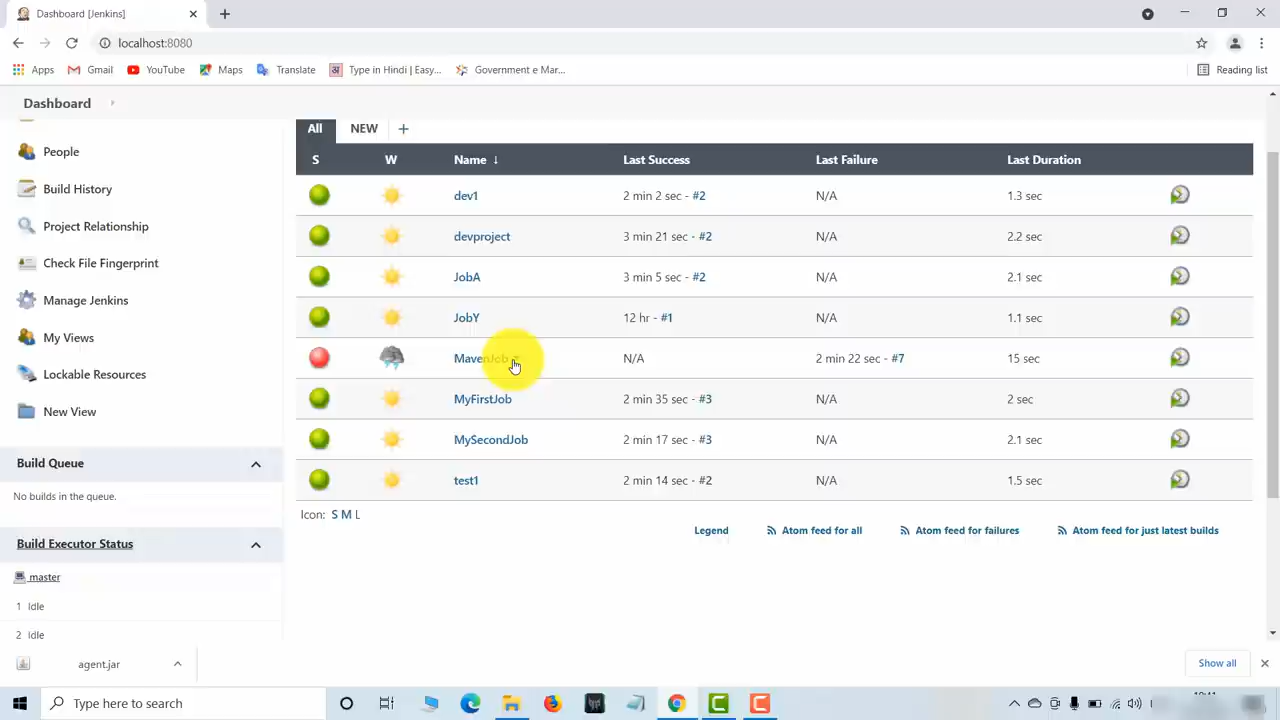 Dashboard [Jenkins]
localhost:8080
Apps Gmail YouTube Maps Translate Type in Hindi | Easy... Government e Mar... Reading list
Dashboard
People
Build History
Project Relationship
Check File Fingerprint
Manage Jenkins
My Views
Lockable Resources
New View
Build Queue
No builds in the queue.
Build Executor Status
master
1 Idle
2 Idle
All NEW +
S W Name ↓ Last Success Last Failure Last Duration
dev1 2 min 2 sec - #2 N/A 1.3 sec
devproject 3 min 21 sec - #2 N/A 2.2 sec
JobA 3 min 5 sec - #2 N/A 2.1 sec
JobY 12 hr - #1 N/A 1.1 sec
MavenJob N/A 2 min 22 sec - #7 15 sec
MyFirstJob 2 min 35 sec - #3 N/A 2 sec
MySecondJob 2 min 17 sec - #3 N/A 2.1 sec
test1 2 min 14 sec - #2 N/A 1.5 sec
Icon: S M L
Legend Atom feed for all Atom feed for failures Atom feed for just latest builds
agent.jar Show all
Type here to search